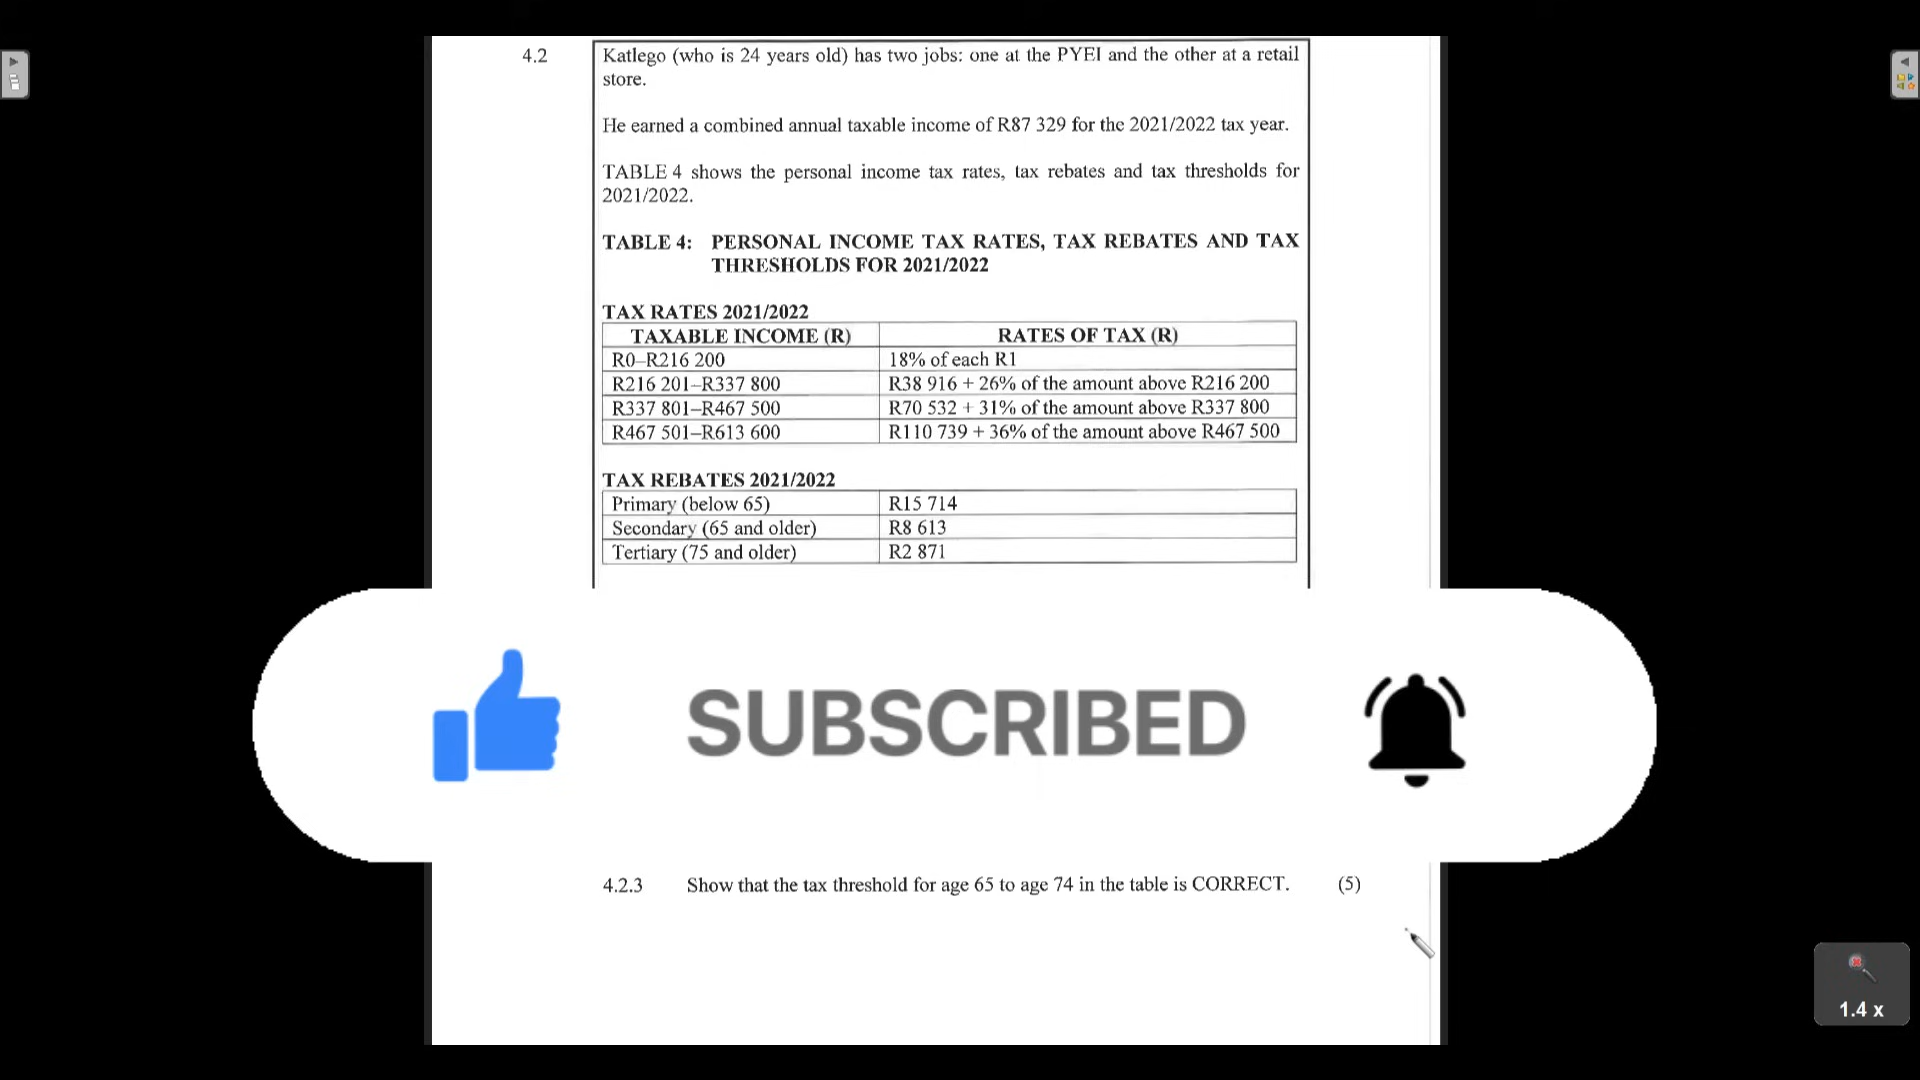 4.2 Katlego (who is 24 years old) has two jobs: one at the PYEI and the other at a retail
store.
He earned a combined annual taxable income of R87 329 for the 2021/2022 tax year.
TABLE 4 shows the personal income tax rates, tax rebates and tax thresholds for
2021/2022.
TABLE 4: PERSONAL INCOME TAX RATES, TAX REBATES AND TAX
THRESHOLDS FOR 2021/2022
TAX RATES 2021/2022
TAXABLE INCOME (R) RATES OF TAX (R)
R0–R216 200 18% of each R1
R216 201–R337 800 R38 916 + 26% of the amount above R216 200
R337 801–R467 500 R70 532 + 31% of the amount above R337 800
R467 501–R613 600 R110 739 + 36% of the amount above R467 500
TAX REBATES 2021/2022
Primary (below 65) R15 714
Secondary (65 and older) R8 613
Tertiary (75 and older) R2 871
SUBSCRIBED
4.2.3 Show that the tax threshold for age 65 to age 74 in the table is CORRECT. (5)
1.4 x